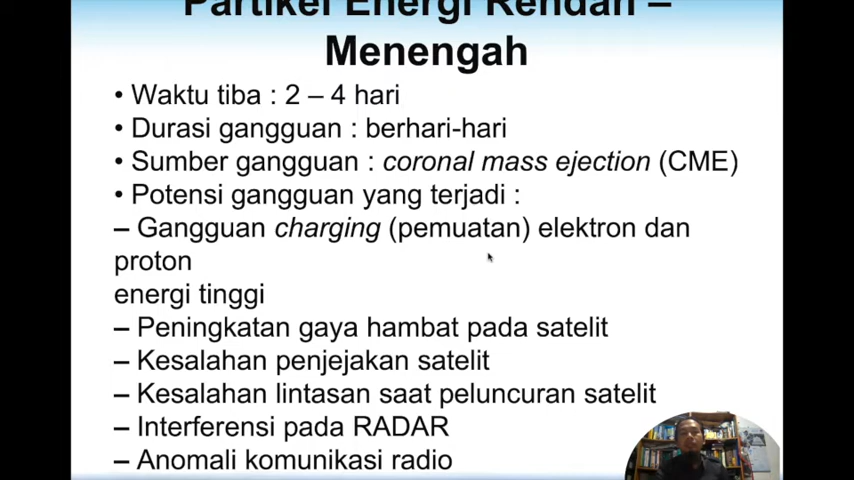 Partikel Energi Rendah –
Menengah
• Waktu tiba : 2 – 4 hari
• Durasi gangguan : berhari-hari
• Sumber gangguan : coronal mass ejection (CME)
• Potensi gangguan yang terjadi :
– Gangguan charging (pemuatan) elektron dan
proton
energi tinggi
– Peningkatan gaya hambat pada satelit
– Kesalahan penjejakan satelit
– Kesalahan lintasan saat peluncuran satelit
– Interferensi pada RADAR
– Anomali komunikasi radio